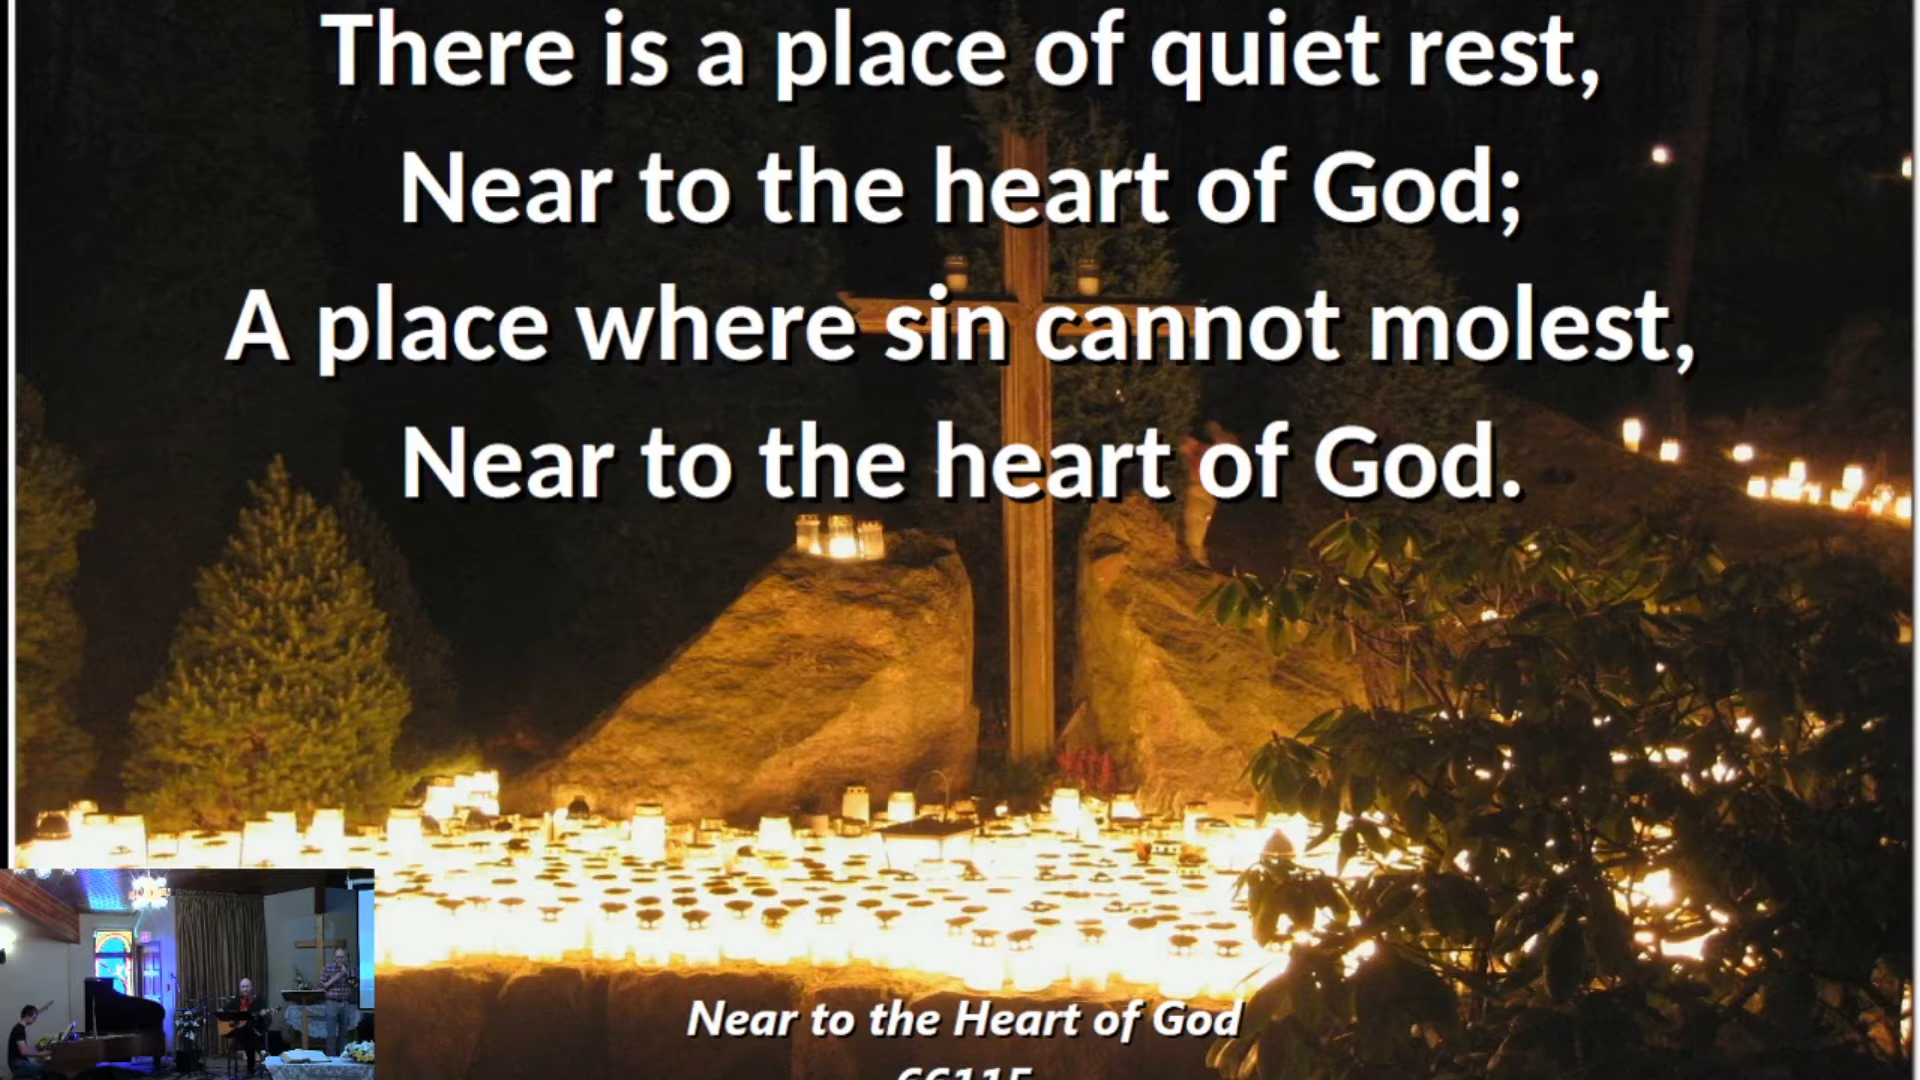 There is a place of quiet rest,
Near to the heart of God;
A place where sin cannot molest,
Near to the heart of God.
Near to the Heart of God